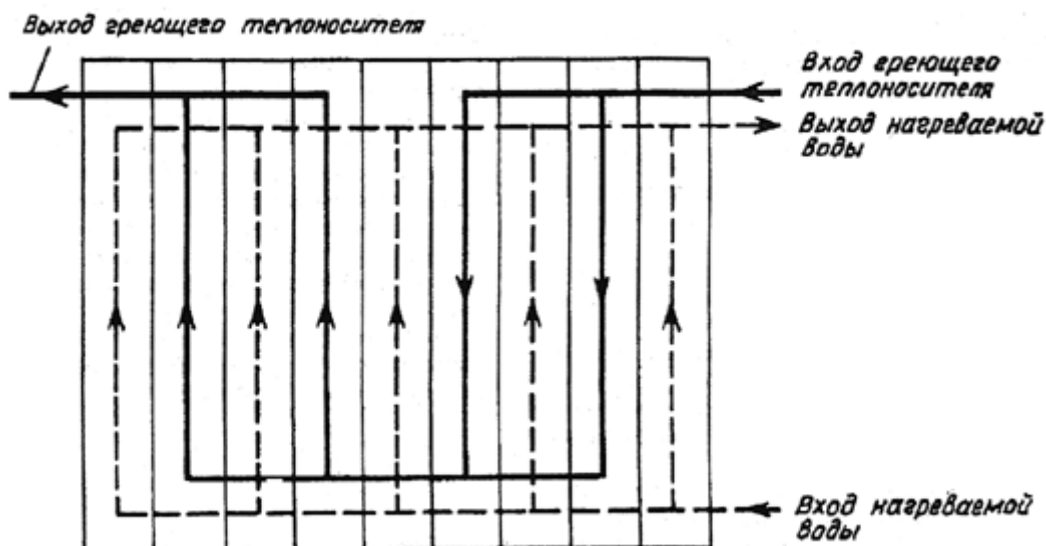 Выход греющего теплоносителя
Вход греющего
теплоносителя
Выход нагреваемой
воды
Вход нагреваемой
воды